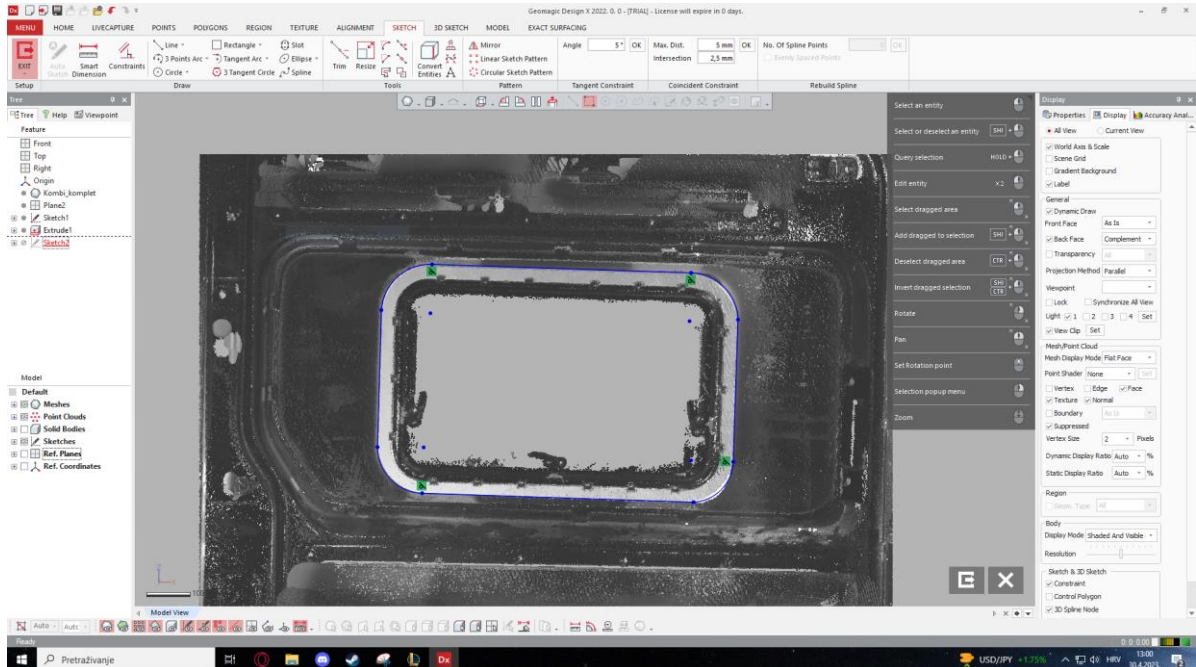 Geomagic Design X 2022. 0. 0 - [TRIAL] - License will expire in 0 days.
MENU HOME LIVECAPTURE POINTS POLYGONS REGION TEXTURE ALIGNMENT SKETCH 3D SKETCH MODEL EXACT SURFACING
EXIT
Auto Sketch
Smart Dimension
Constraints
Line
3 Points Arc
Circle
Rectangle
Tangent Arc
3 Tangent Circle
Slot
Ellipse
Spline
Trim
Resize
Convert Entities
Mirror
Linear Sketch Pattern
Circular Sketch Pattern
Angle 5° OK
Max. Dist. 5 mm OK
Intersection 2,5 mm
No. Of Spline Points 0 OK
Evenly Spaced Points
Setup Draw Tools Pattern Tangent Constraint Coincident Constraint Rebuild Spline
Tree
Tree Help Viewpoint
Feature
Front
Top
Right
Origin
Kombi_komplet
Plane2
Sketch1
Extrude1
Sketch2
Model
Default
Meshes
Point Clouds
Solid Bodies
Sketches
Ref. Planes
Ref. Coordinates
Select an entity
Select or deselect an entity SHI +
Query selection HOLD +
Edit entity ×2
Select dragged area
Add dragged to selection SHI +
Deselect dragged area CTR +
Invert dragged selection SHI CTR +
Rotate
Pan
Set Rotation point
Selection popup menu
Zoom
Display
Properties Display Accuracy Anal...
All View Current View
World Axis & Scale
Scene Grid
Gradient Background
Label
General
Dynamic Draw
Front Face As Is
Back Face Complement
Transparency All
Projection Method Parallel
Viewpoint
Lock Synchronize All View
Light 1 2 3 4 Set
View Clip Set
Mesh/Point Cloud
Mesh Display Mode Flat Face
Point Shader None Set
Vertex Edge Face
Texture Normal
Boundary As Is
Suppressed
Vertex Size 2 Pixels
Dynamic Display Ratio Auto %
Static Display Ratio Auto %
Region
Geom. Type All
Body
Display Mode Shaded And Visible
Resolution
Sketch & 3D Sketch
Constraint
Control Polygon
3D Spline Node
Model View
Auto Auto
Ready
Pretraživanje
Dx
USD/JPY +1.75% HRV 13:00
30.4.2023.